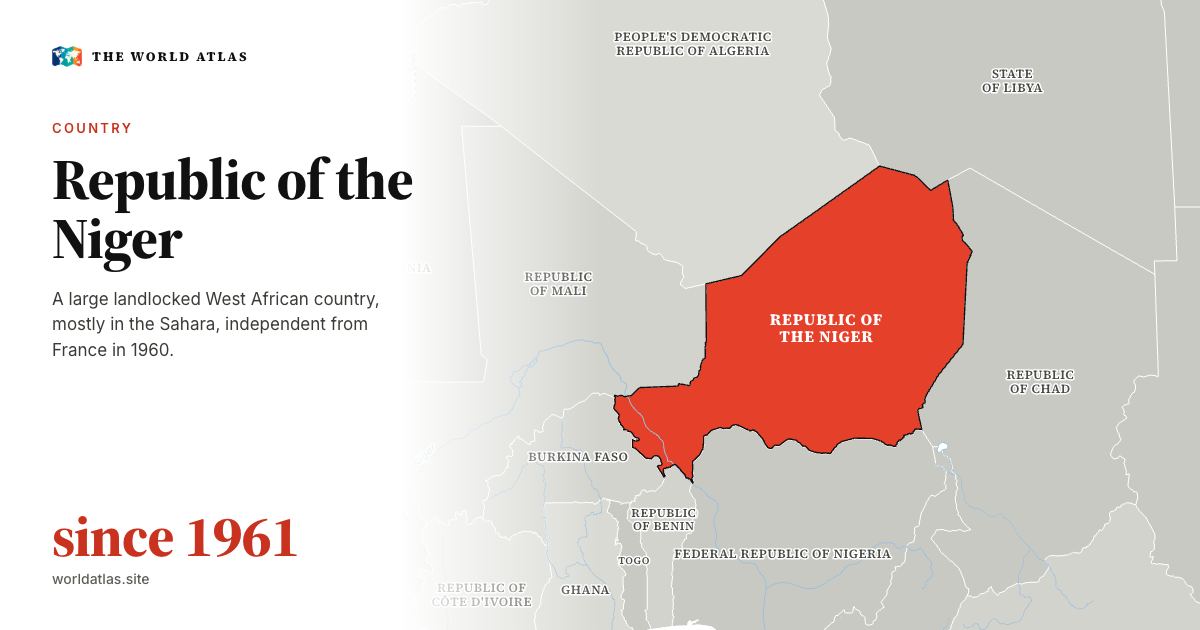 THE WORLD ATLAS
COUNTRY
Republic of the
Niger
A large landlocked West African country,
mostly in the Sahara, independent from
France in 1960.
since 1961
worldatlas.site
PEOPLE'S DEMOCRATIC
REPUBLIC OF ALGERIA
STATE
OF LIBYA
NIA
REPUBLIC
OF MALI
REPUBLIC OF
THE NIGER
REPUBLIC
OF CHAD
BURKINA FASO
REPUBLIC
OF BENIN
FEDERAL REPUBLIC OF NIGERIA
TOGO
GHANA
REPUBLIC OF
CÔTE D'IVOIRE